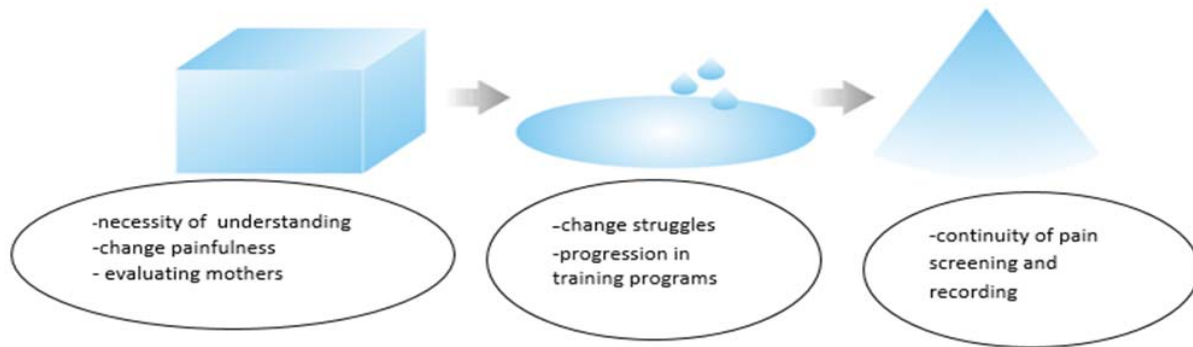 -necessity of understanding
-change painfulness
- evaluating mothers
-change struggles
-progression in
training programs
-continuity of pain
screening and
recording